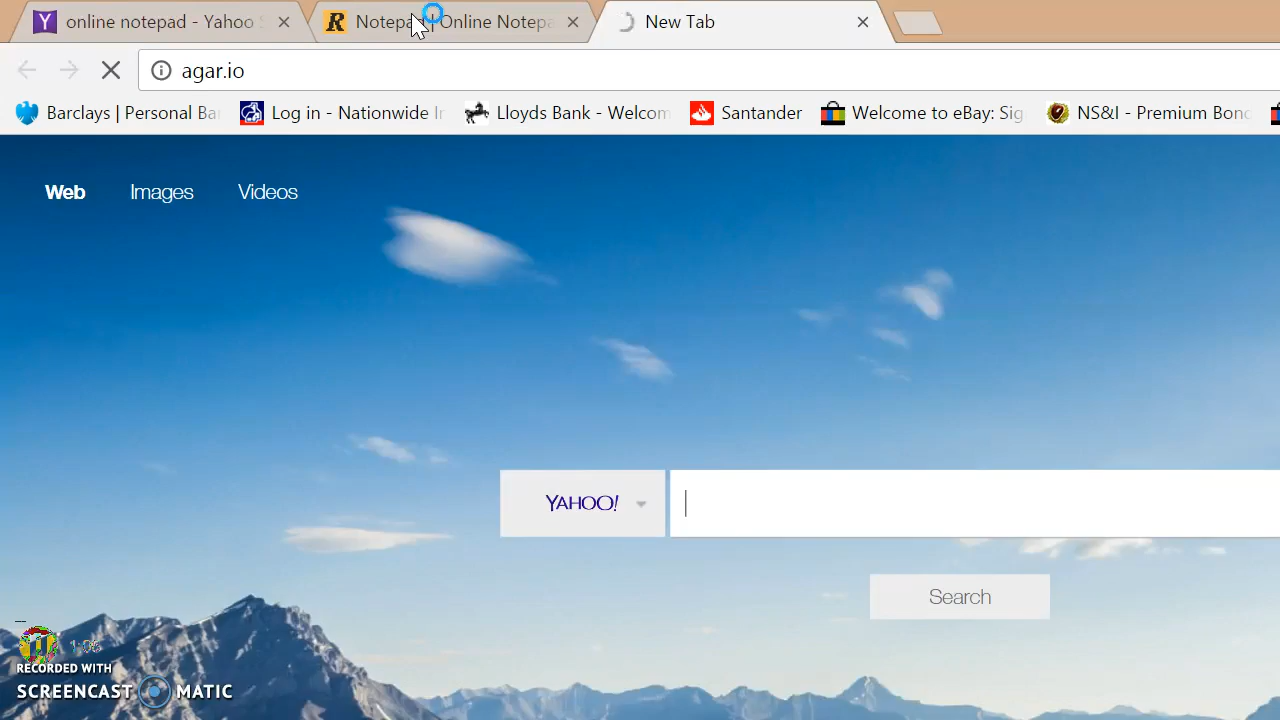 online notepad - Yahoo
Notepad | Online Notepa
New Tab
agar.io
Barclays | Personal Ba
Log in - Nationwide I
Lloyds Bank - Welcom
Santander
Welcome to eBay: Sig
NS&I - Premium Bond
Web
Images
Videos
YAHOO!
Search
RECORDED WITH
SCREENCAST MATIC